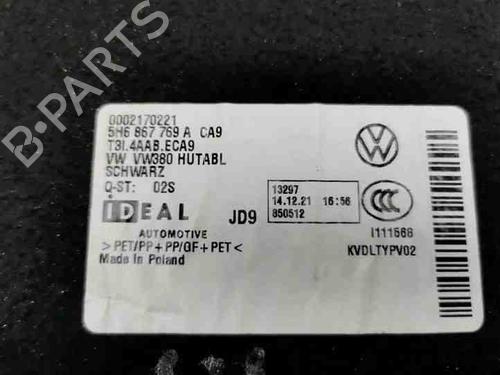 0002170221
5H6 867 769 A CA9
T3I.4AAB.ECA9
VW VW380 HUTABL
SCHWARZ
Q-ST: 02S
IDEAL
AUTOMOTIVE
JD9
13297
14.12.21 16:56
850512
I111568
KVDLTYPV02
> PET/PP + PP/GF + PET <
Made in Poland
B-PARTS